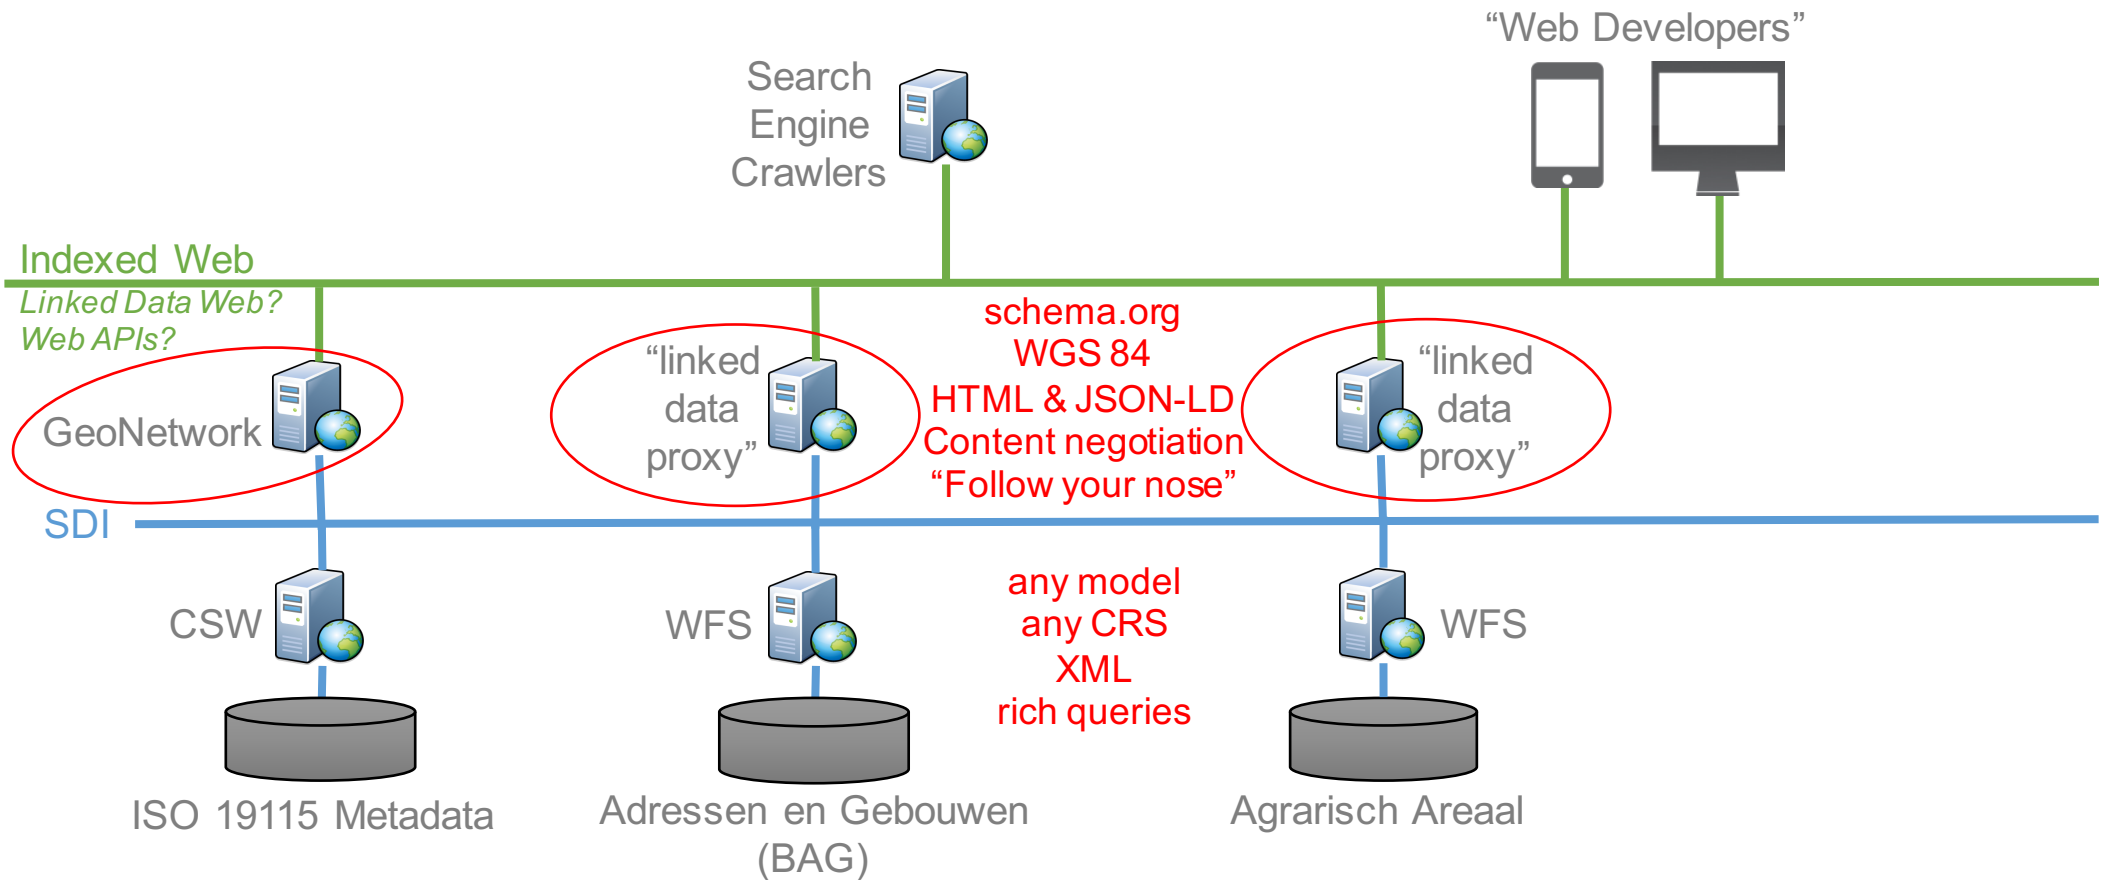 “Web Developers”
Search
Engine
Crawlers
Indexed Web
Linked Data Web?
Web APIs?
GeoNetwork
“linked
data
proxy”
schema.org
WGS 84
HTML & JSON-LD
Content negotiation
“Follow your nose”
“linked
data
proxy”
SDI
CSW
WFS
any model
any CRS
XML
rich queries
WFS
ISO 19115 Metadata
Adressen en Gebouwen
(BAG)
Agrarisch Areaal